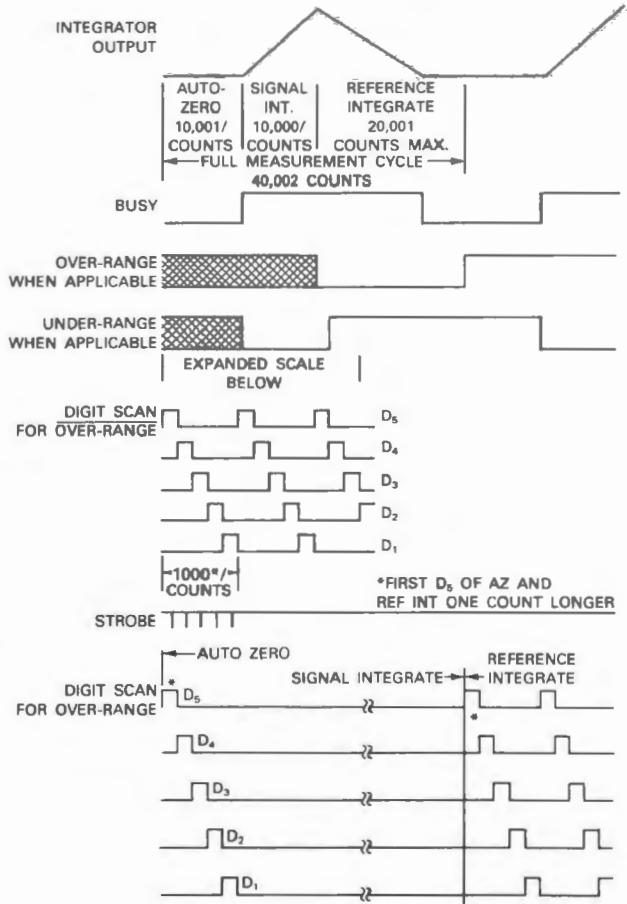 INTEGRATOR
OUTPUT
AUTO-
ZERO
10,001/
COUNTS
SIGNAL
INT.
10,000/
COUNTS
REFERENCE
INTEGRATE
20,001
COUNTS MAX.
FULL MEASUREMENT CYCLE
40,002 COUNTS
BUSY
OVER-RANGE
WHEN APPLICABLE
UNDER-RANGE
WHEN APPLICABLE
EXPANDED SCALE
BELOW
DIGIT SCAN
FOR OVER-RANGE
D5
D4
D3
D2
D1
1000*/
COUNTS
*FIRST D5 OF AZ AND
REF INT ONE COUNT LONGER
STROBE
AUTO ZERO
SIGNAL INTEGRATE
REFERENCE
INTEGRATE
DIGIT SCAN
FOR OVER-RANGE
* D5
*
D4
D3
D2
D1